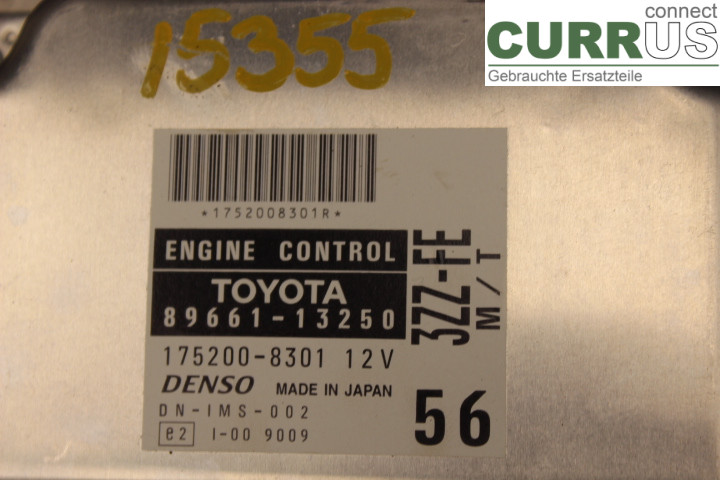 15355
connect
CURRUS
Gebrauchte Ersatzteile
*1752008301R*
ENGINE CONTROL
TOYOTA
89661-13250
3ZZ-FE
M/T
175200-8301 12V
DENSO MADE IN JAPAN
DN-IMS-002
e2 I-00 9009
56